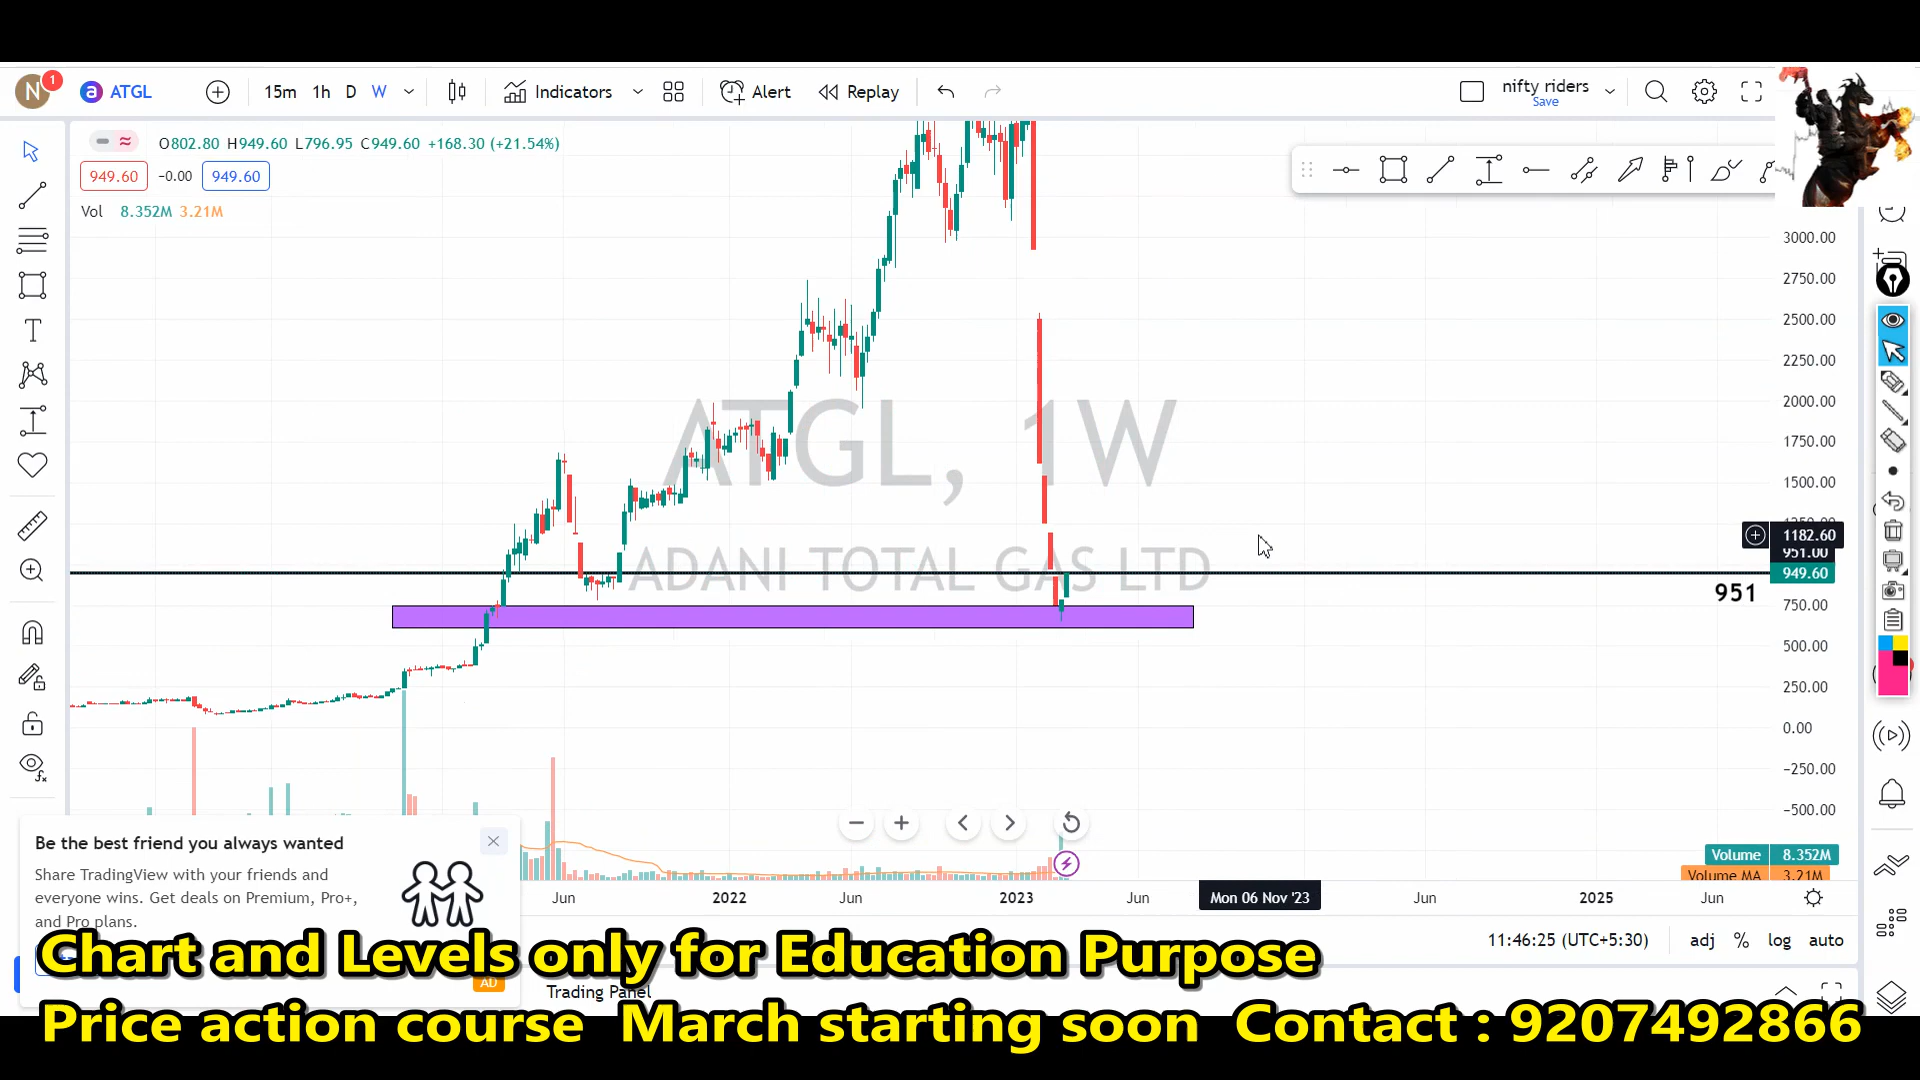 N 1 ATGL 15m 1h D W Indicators Alert Replay nifty riders
Save
O802.80 H949.60 L796.95 C949.60 +168.30 (+21.54%)
949.60 −0.00 949.60
Vol 8.352M 3.21M
3000.00
2750.00
2500.00
2250.00
2000.00
1750.00
1500.00
1182.60
951.00
949.60
951
750.00
500.00
250.00
0.00
−250.00
−500.00
ATGL, 1W
ADANI TOTAL GAS LTD
Volume 8.352M
Volume MA 3.21M
Jun 2022 Jun 2023 Jun Mon 06 Nov '23 Jun 2025 Jun
Be the best friend you always wanted
Share TradingView with your friends and
everyone wins. Get deals on Premium, Pro+,
and Pro plans.
AD
11:46:25 (UTC+5:30) adj % log auto
Trading Panel
Chart and Levels only for Education Purpose
Price action course March starting soon Contact : 9207492866